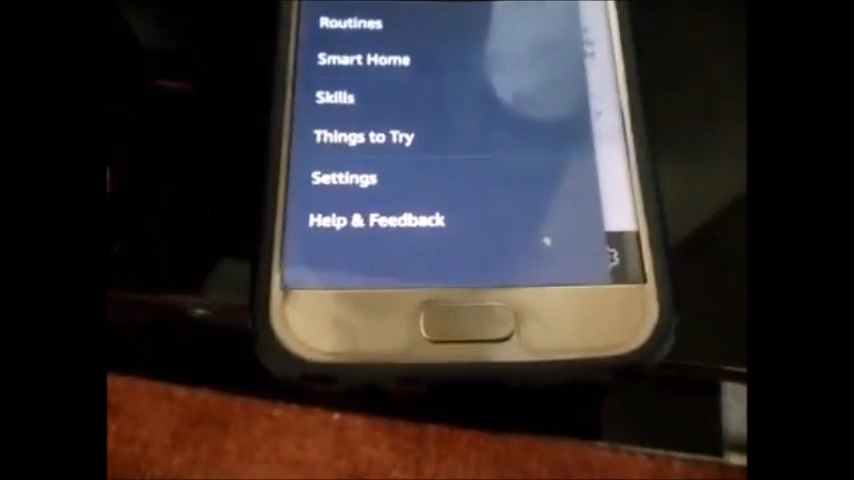 Routines
Smart Home
Skills
Things to Try
Settings
Help & Feedback